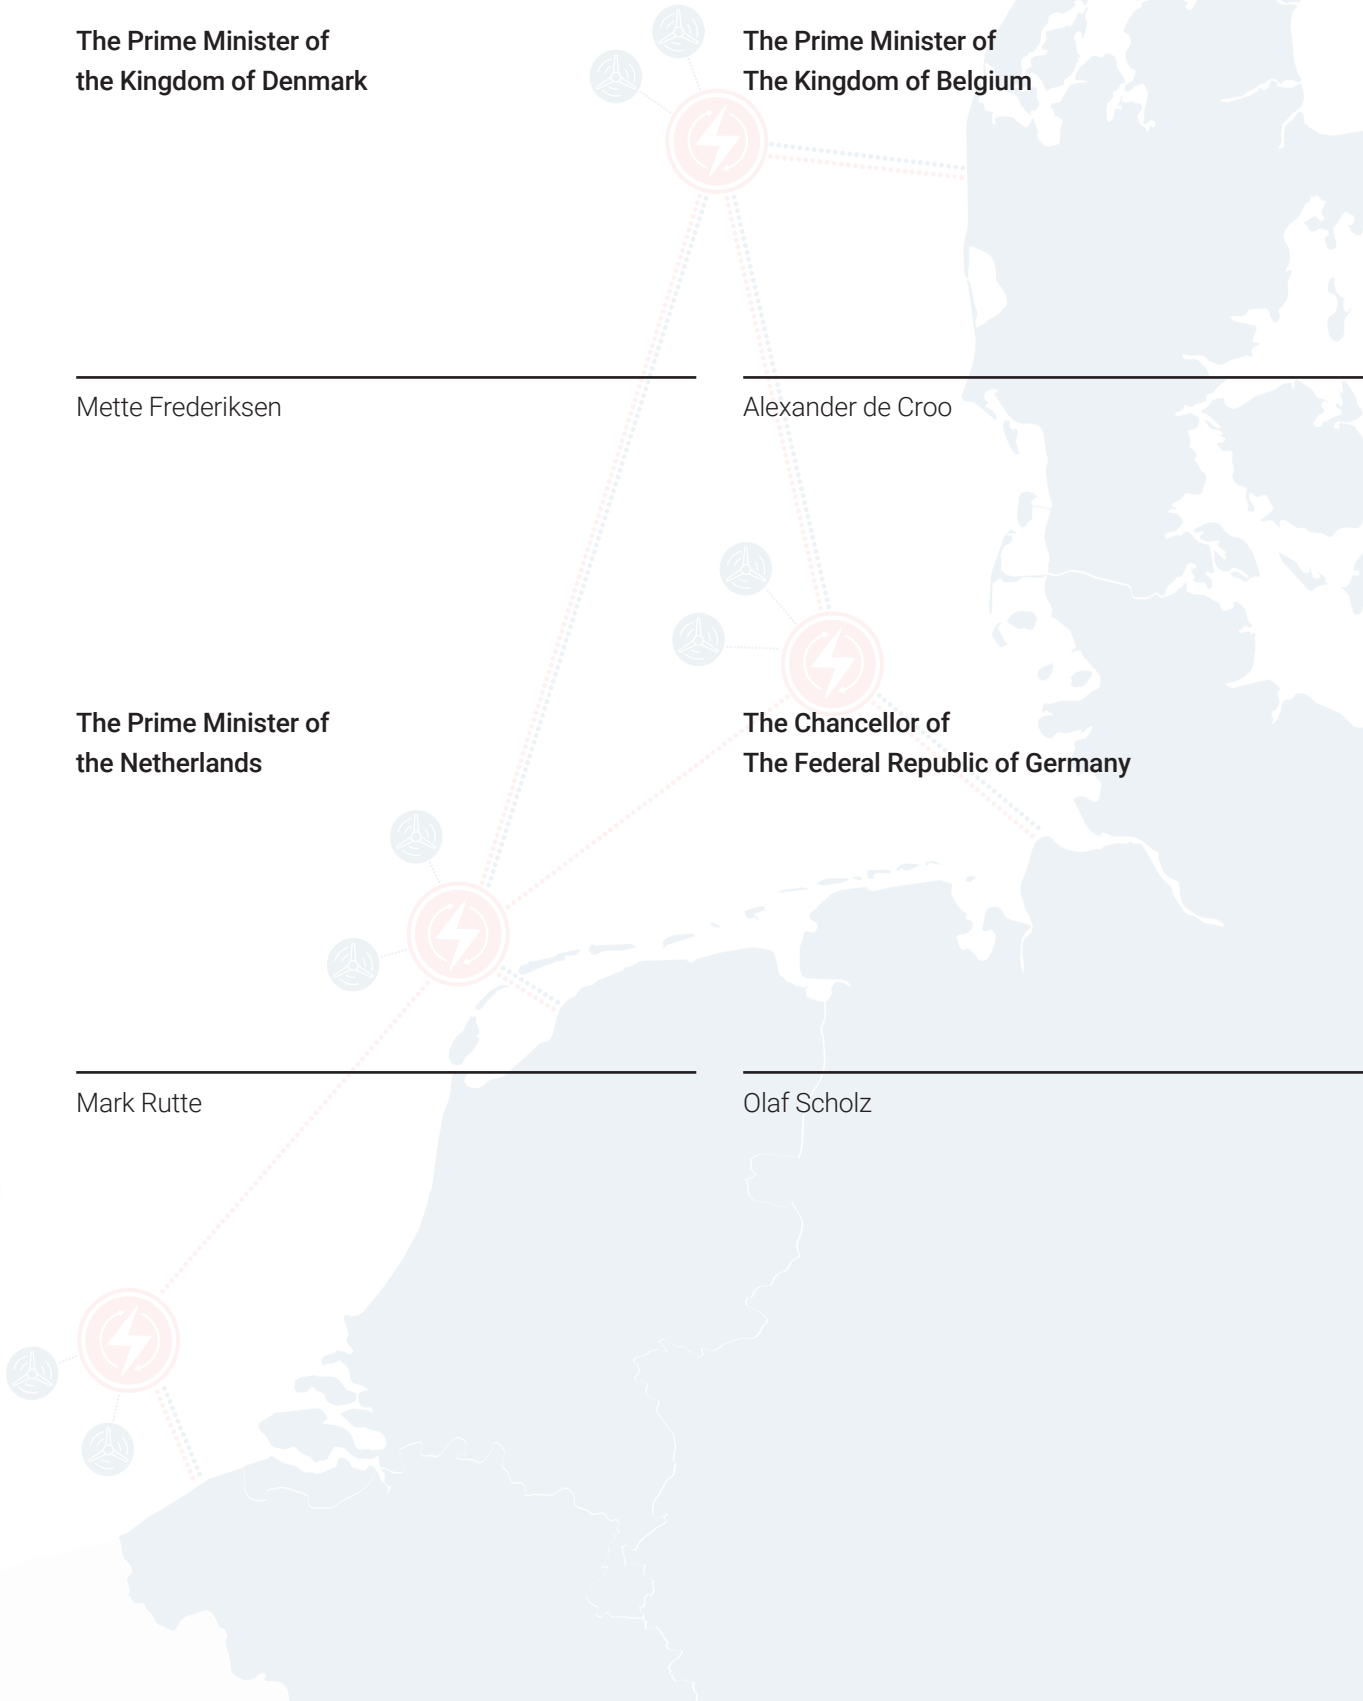 The Prime Minister of
the Kingdom of Denmark
The Prime Minister of
The Kingdom of Belgium
Mette Frederiksen
Alexander de Croo
The Prime Minister of
the Netherlands
The Chancellor of
The Federal Republic of Germany
Mark Rutte
Olaf Scholz